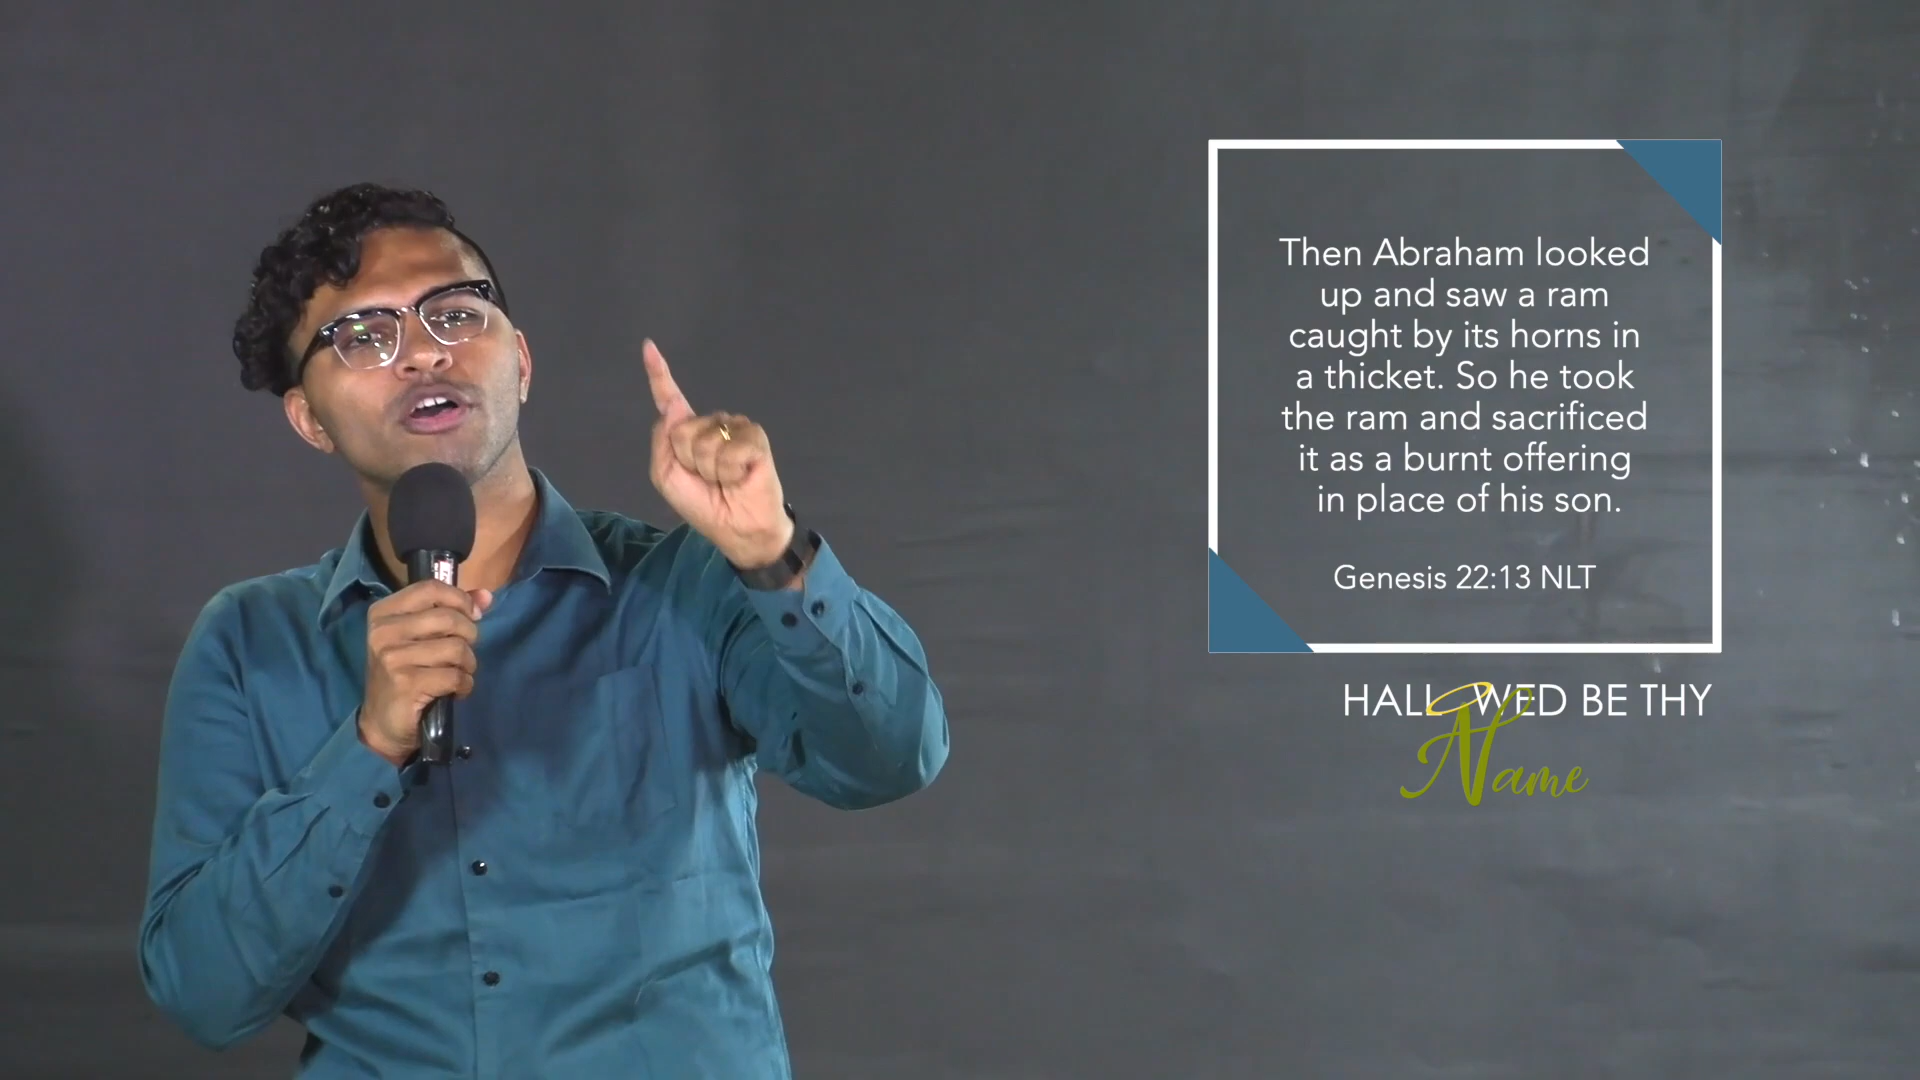 Then Abraham looked
up and saw a ram
caught by its horns in
a thicket. So he took
the ram and sacrificed
it as a burnt offering
in place of his son.
Genesis 22:13 NLT
HALLOWED BE THY
Name